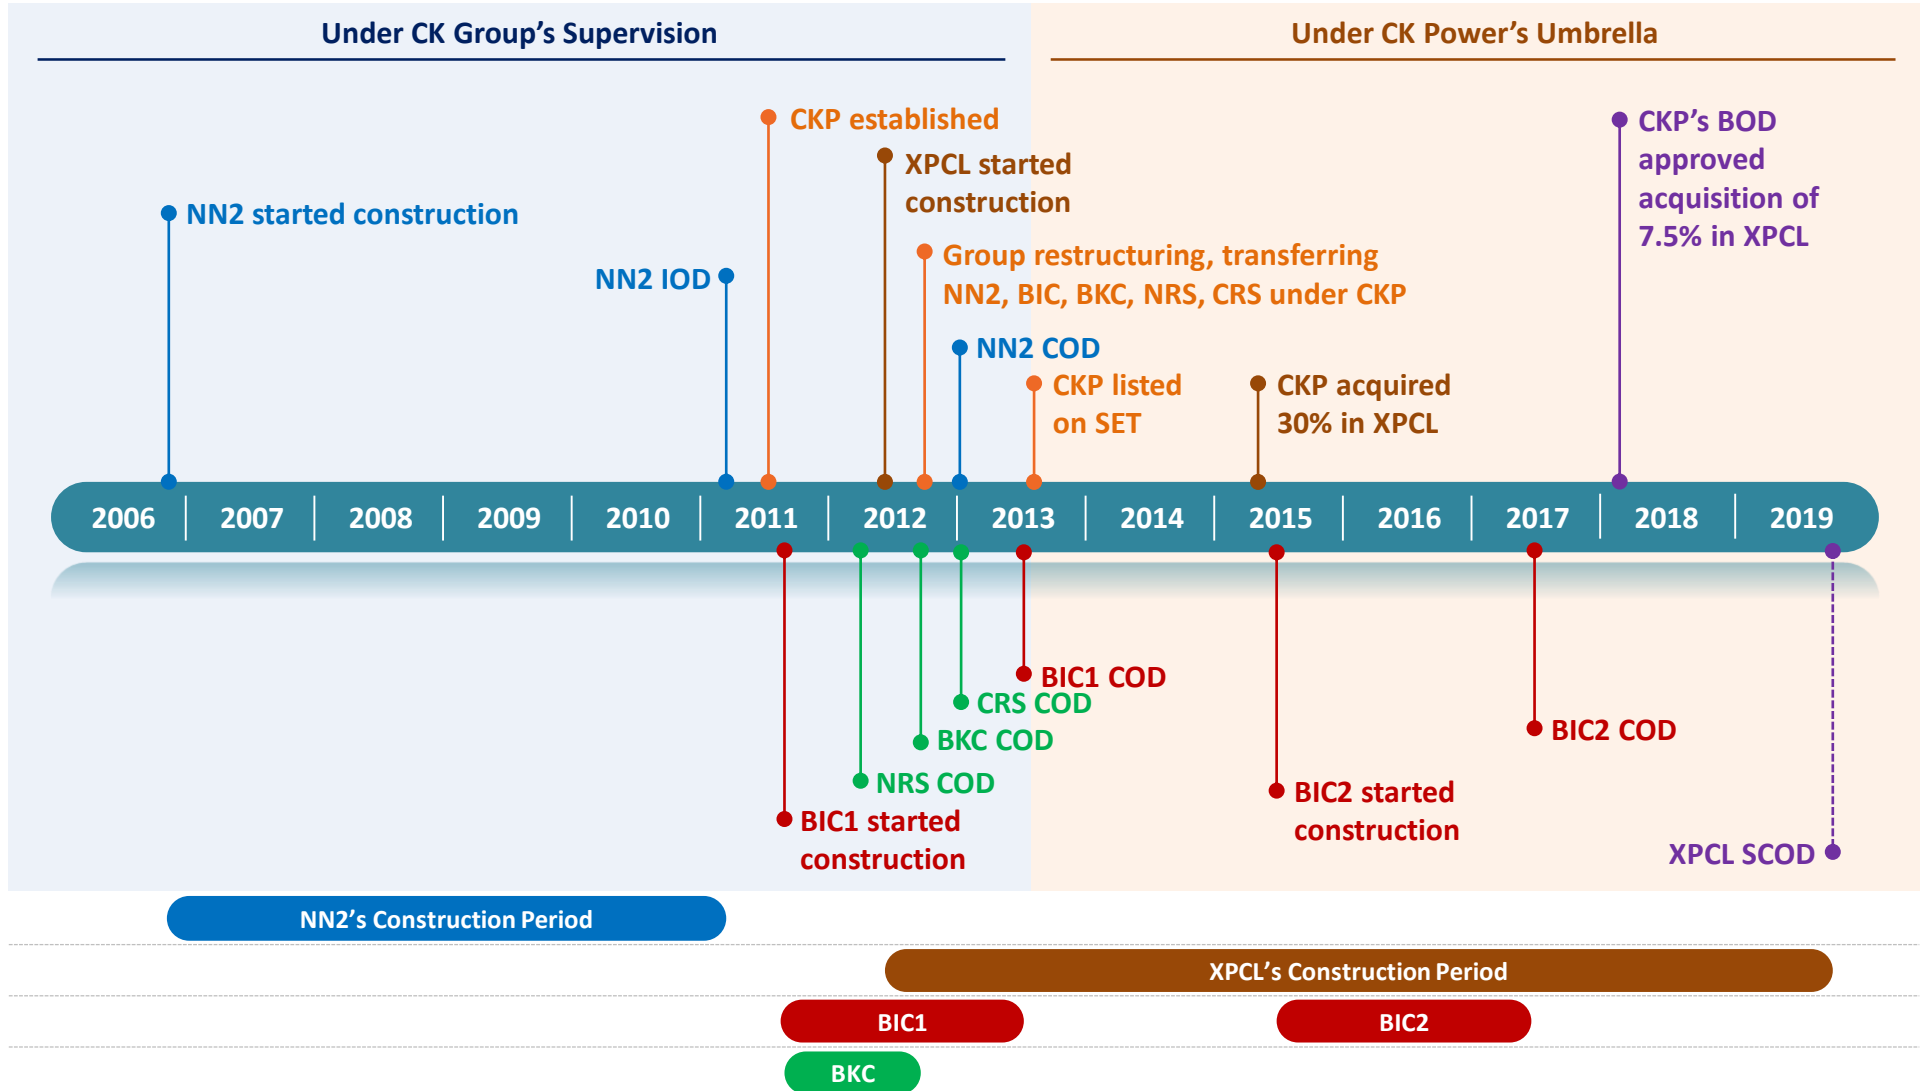 Under CK Group’s Supervision
Under CK Power’s Umbrella
CKP established
XPCL started
construction
CKP’s BOD
approved
acquisition of
7.5% in XPCL
NN2 started construction
NN2 IOD
Group restructuring, transferring
NN2, BIC, BKC, NRS, CRS under CKP
NN2 COD
CKP listed
on SET
CKP acquired
30% in XPCL
2006
2007
2008
2009
2010
2011
2012
2013
2014
2015
2016
2017
2018
2019
BIC1 COD
CRS COD
BKC COD
NRS COD
BIC1 started
construction
BIC2 COD
BIC2 started
construction
XPCL SCOD
NN2’s Construction Period
XPCL’s Construction Period
BIC1
BIC2
BKC